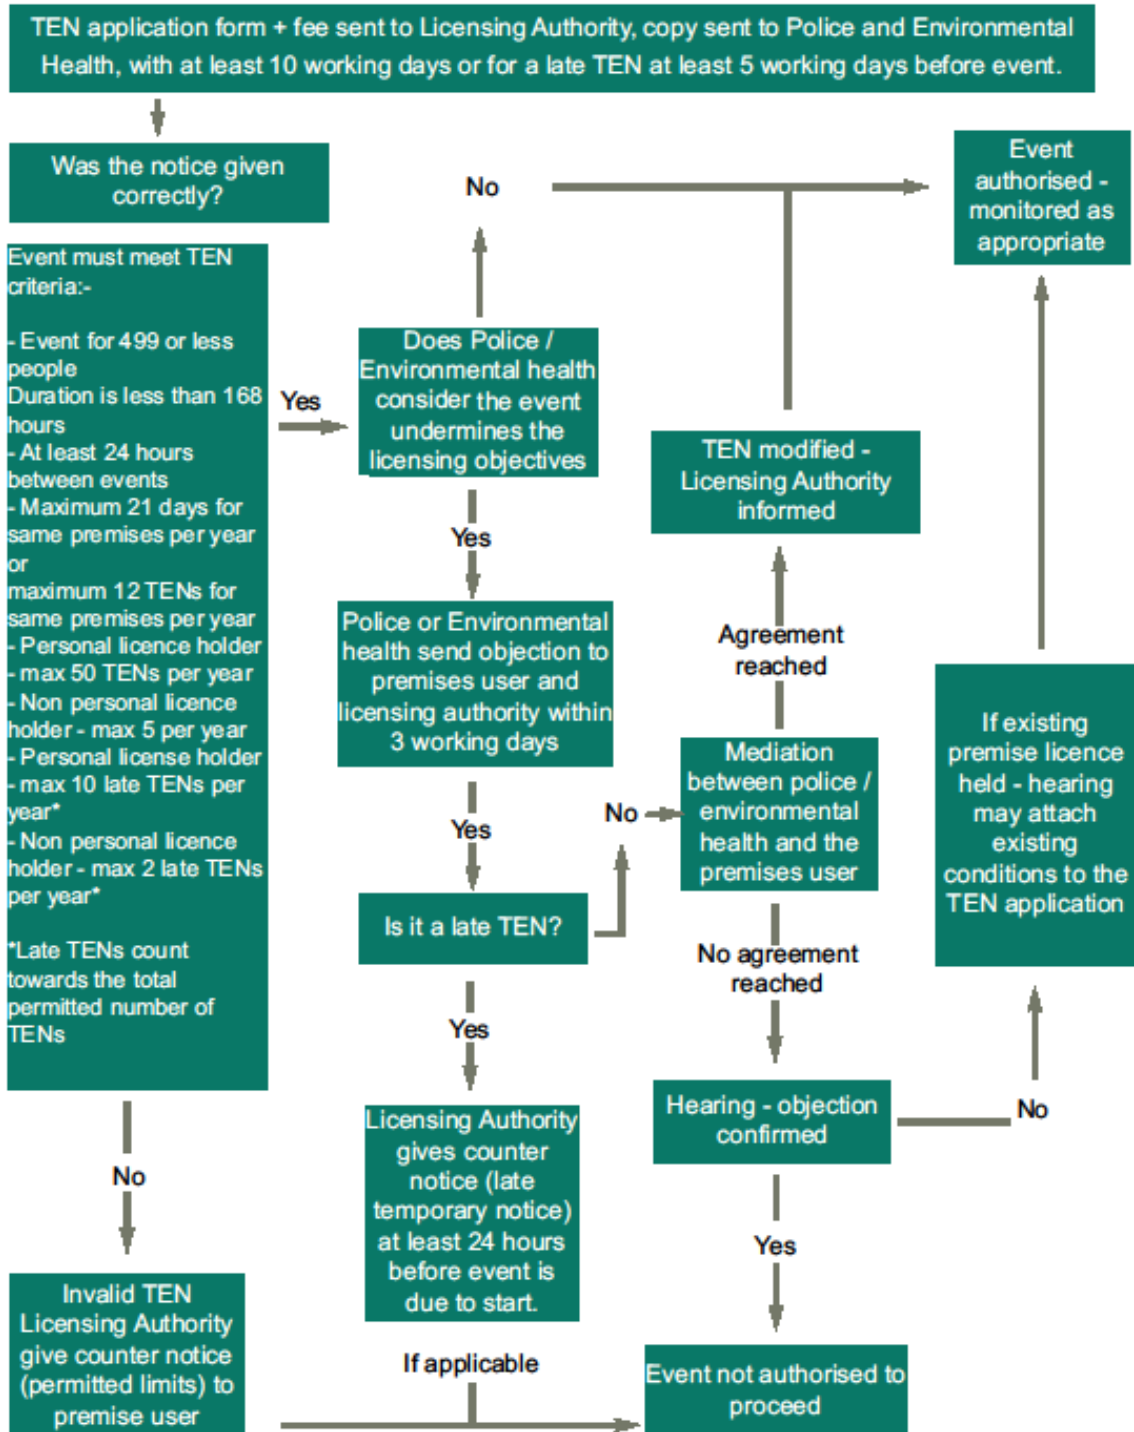 TEN application form + fee sent to Licensing Authority, copy sent to Police and Environmental
Health, with at least 10 working days or for a late TEN at least 5 working days before event.
Was the notice given
correctly?
Event must meet TEN
criteria:-
- Event for 499 or less
people
Duration is less than 168
hours
- At least 24 hours
between events
- Maximum 21 days for
same premises per year
or
maximum 12 TENs for
same premises per year
- Personal licence holder
- max 50 TENs per year
- Non personal licence
holder - max 5 per year
- Personal license holder
- max 10 late TENs per
year*
- Non personal licence
holder - max 2 late TENs
per year*
*Late TENs count
towards the total
permitted number of
TENs
No
Invalid TEN
Licensing Authority
give counter notice
(permitted limits) to
premise user
Yes
Does Police /
Environmental health
consider the event
undermines the
licensing objectives
No
Yes
Police or Environmental
health send objection to
premises user and
licensing authority within
3 working days
Yes
Is it a late TEN?
No
Yes
Licensing Authority
gives counter
notice (late
temporary notice)
at least 24 hours
before event is
due to start.
If applicable
Mediation
between police /
environmental
health and the
premises user
Agreement
reached
TEN modified -
Licensing Authority
informed
No agreement
reached
Hearing - objection
confirmed
No
Yes
Event not authorised to
proceed
If existing
premise licence
held - hearing
may attach
existing
conditions to the
TEN application
Event
authorised -
monitored as
appropriate